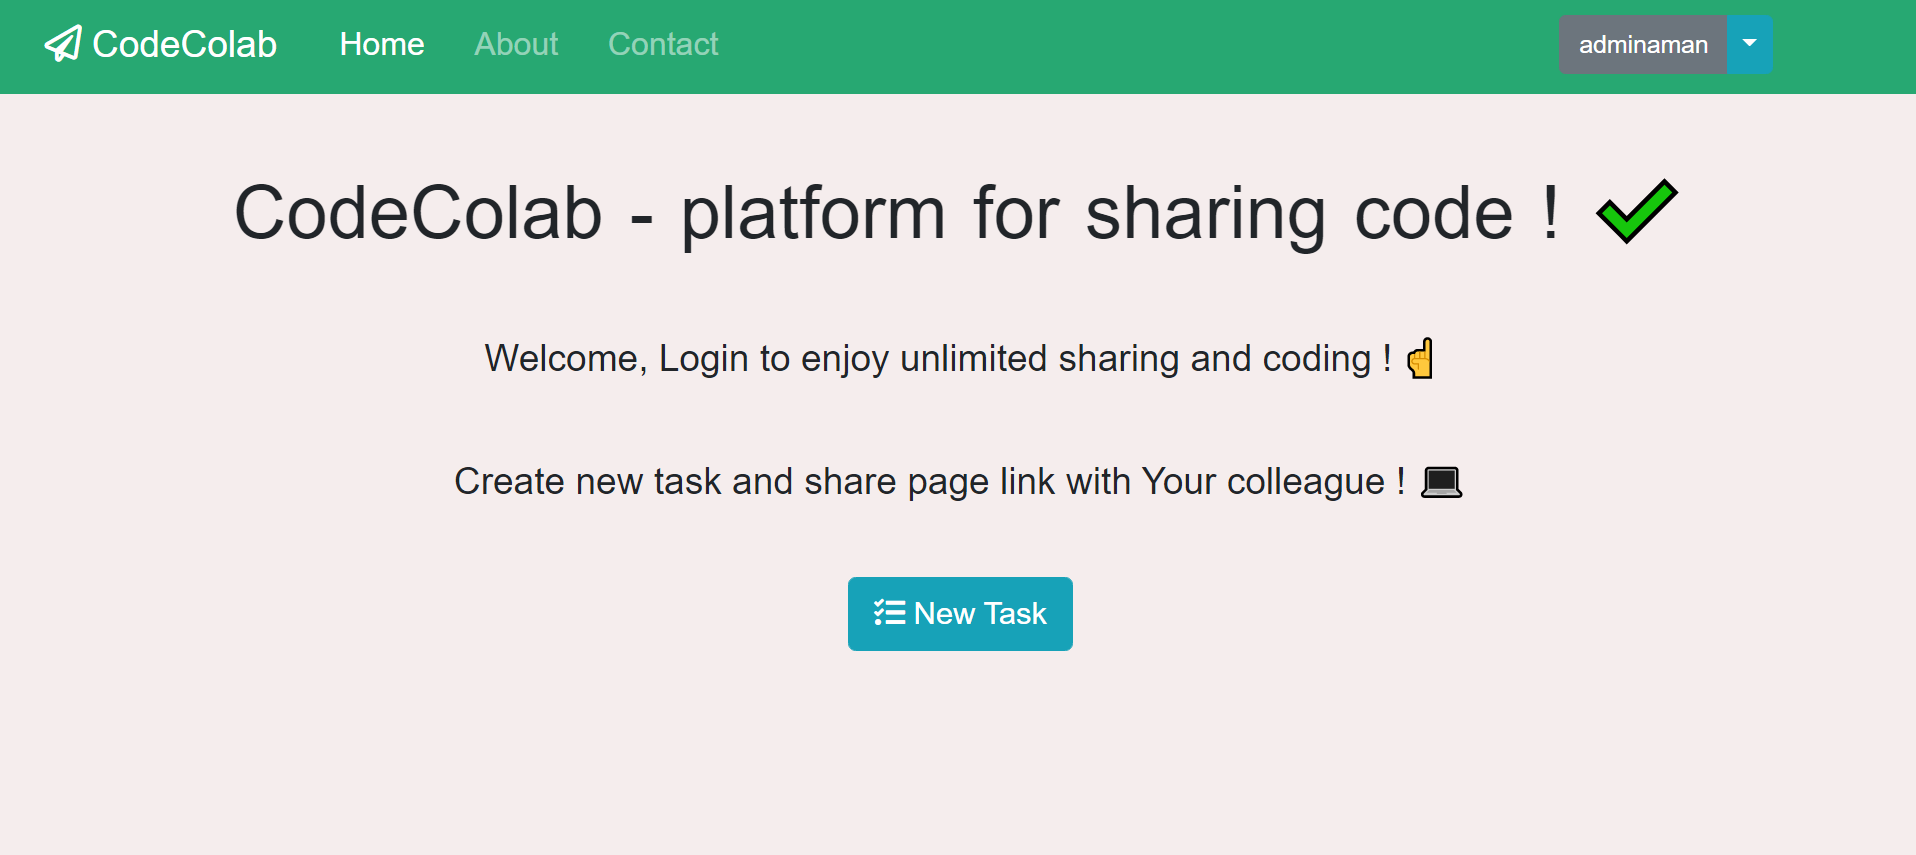 CodeColab Home About Contact adminaman
CodeColab - platform for sharing code ! ✔
Welcome, Login to enjoy unlimited sharing and coding ! ☝
Create new task and share page link with Your colleague ! 💻
New Task